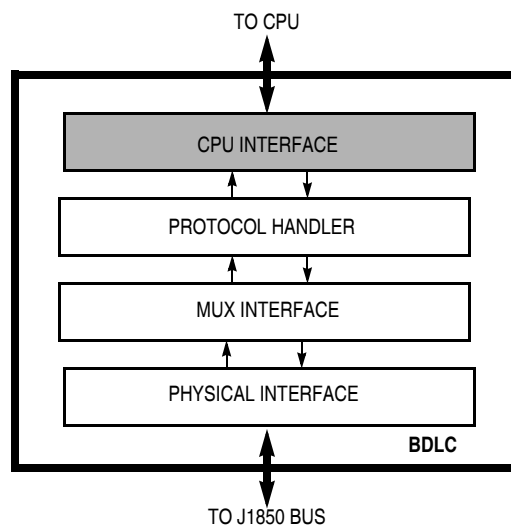 TO CPU
CPU INTERFACE
PROTOCOL HANDLER
MUX INTERFACE
PHYSICAL INTERFACE
BDLC
TO J1850 BUS